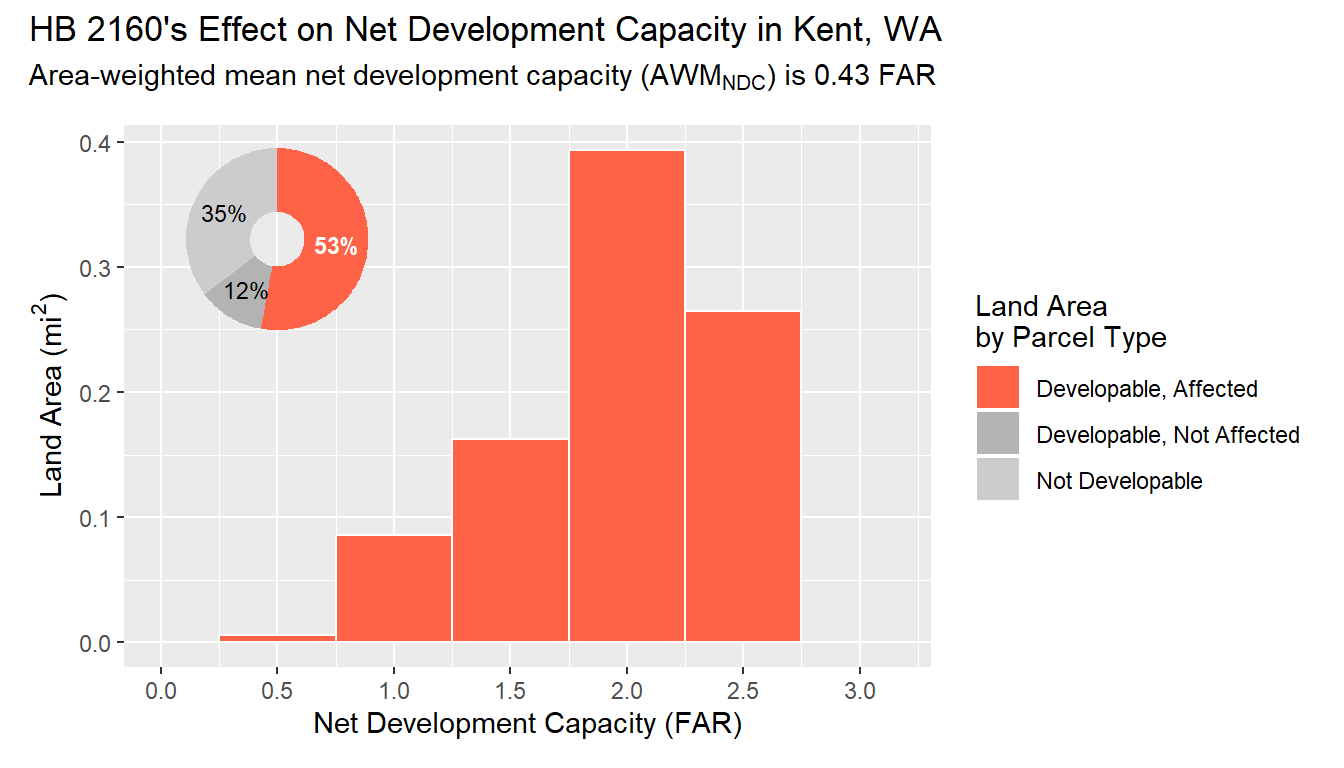 HB 2160's Effect on Net Development Capacity in Kent, WA
Area-weighted mean net development capacity (AWM_NDC) is 0.43 FAR
0.4
0.3
0.2
0.1
0.0
Land Area (mi²)
35%
53%
12%
0.0 0.5 1.0 1.5 2.0 2.5 3.0
Net Development Capacity (FAR)
Land Area
by Parcel Type
Developable, Affected
Developable, Not Affected
Not Developable